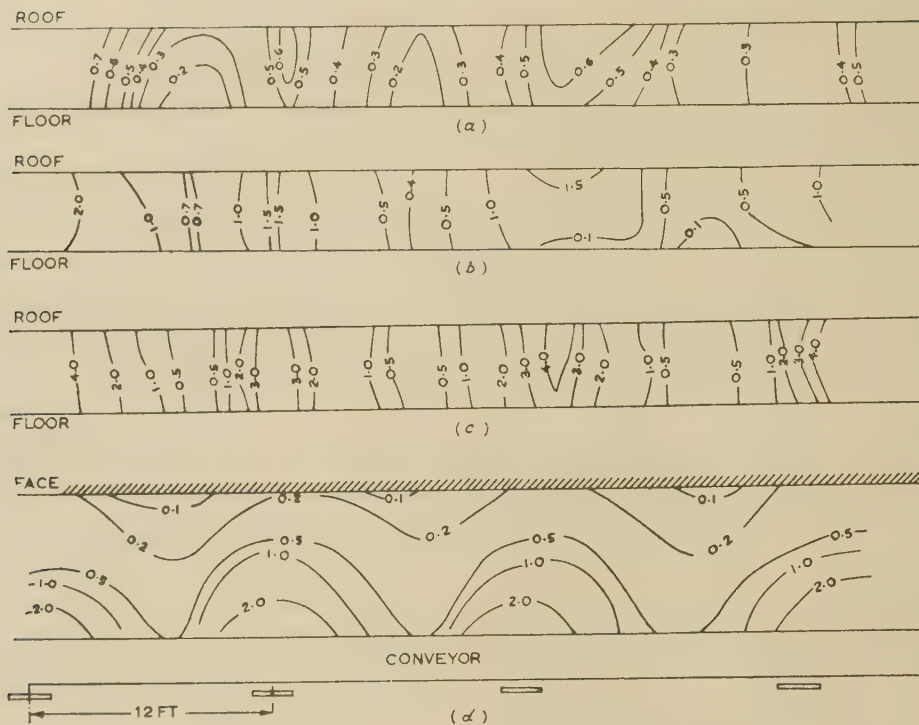 ROOF
0.7 0.6 0.5 0.4 0.3 0.2 0.5 0.6 0.5 0.4 0.3 0.2 0.3 0.4 0.5 0.6 0.5 0.4 0.3 0.3 0.4 0.5
FLOOR
(a)
ROOF
2.0 1.0 0.7 0.7 1.0 1.5 1.5 1.0 0.5 0.4 0.5 1.0 1.5 0.1 0.5 0.1 0.5 1.0
FLOOR
(b)
ROOF
4.0 2.0 1.0 0.5 0.5 1.0 2.0 3.0 3.0 2.0 1.0 0.5 0.5 1.0 2.0 3.0 4.0 3.0 2.0 1.0 0.5 0.5 1.0 2.0 3.0 4.0
FLOOR
(c)
FACE
0.1 0.2 0.1 0.1
0.2 0.2 0.2
0.5 0.5 0.5 0.5
1.0 1.0 1.0 1.0
2.0 2.0 2.0 2.0
CONVEYOR
12 FT
(d)